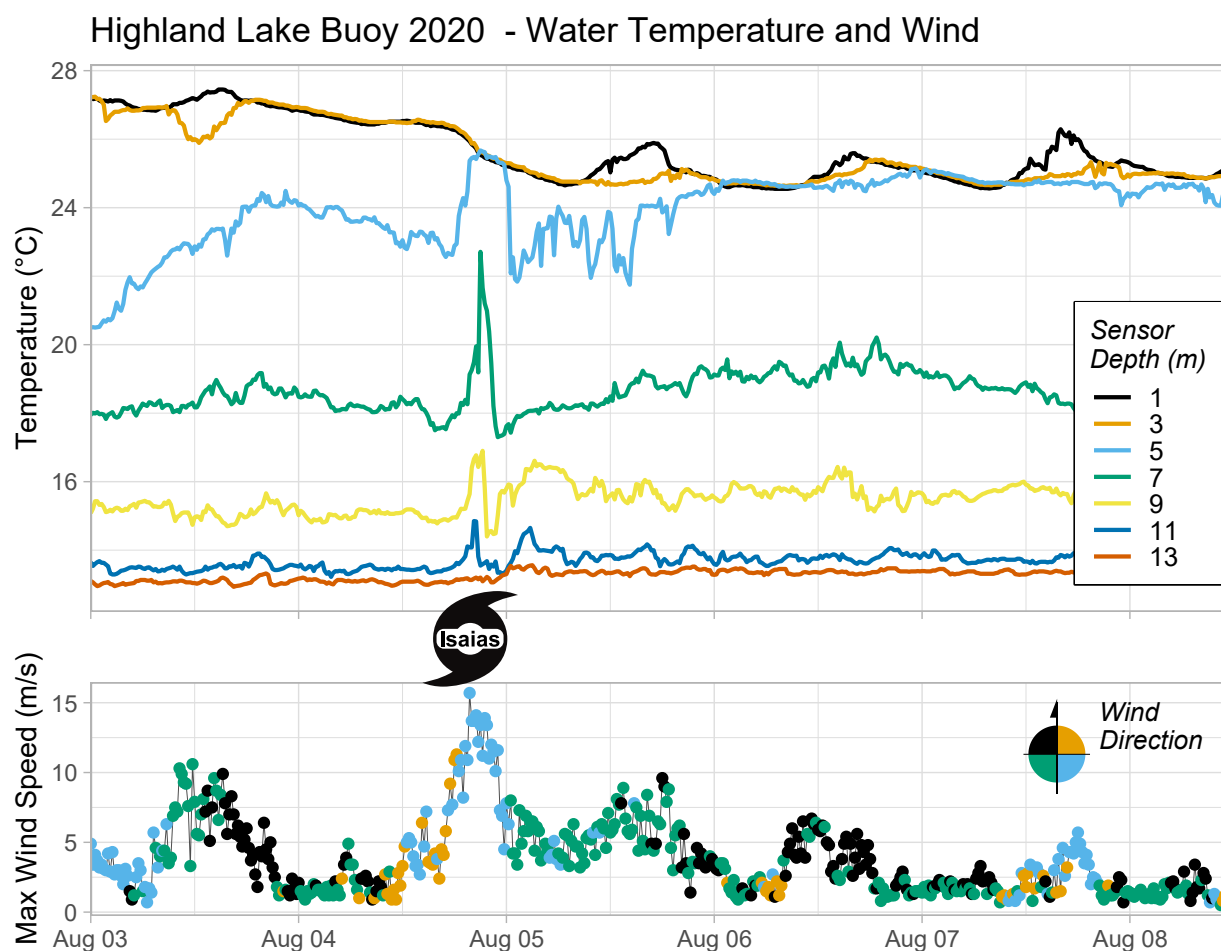 Highland Lake Buoy 2020 - Water Temperature and Wind
Temperature (°C)
28
24
20
16
Sensor
Depth (m)
1
3
5
7
9
11
13
Isaias
Max Wind Speed (m/s)
15
10
5
0
Wind
Direction
Aug 03
Aug 04
Aug 05
Aug 06
Aug 07
Aug 08